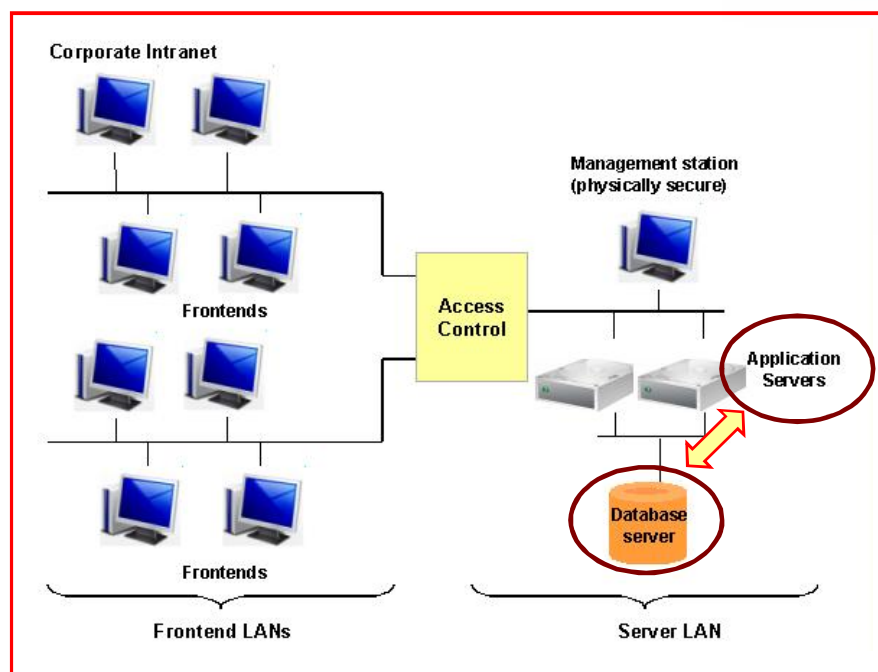 Corporate Intranet
Management station
(physically secure)
Frontends
Access
Control
Application
Servers
Database
server
Frontends
Frontend LANs
Server LAN